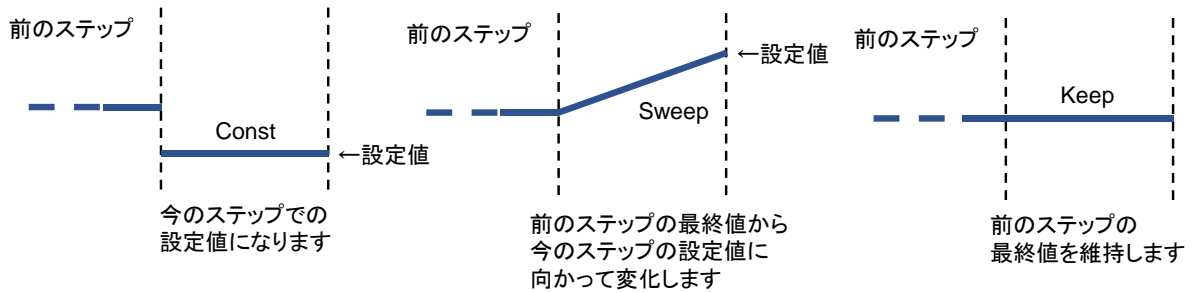 前のステップ
Const
←設定値
今のステップでの
設定値になります
前のステップ
←設定値
Sweep
前のステップの最終値から
今のステップの設定値に
向かって変化します
前のステップ
Keep
前のステップの
最終値を維持します